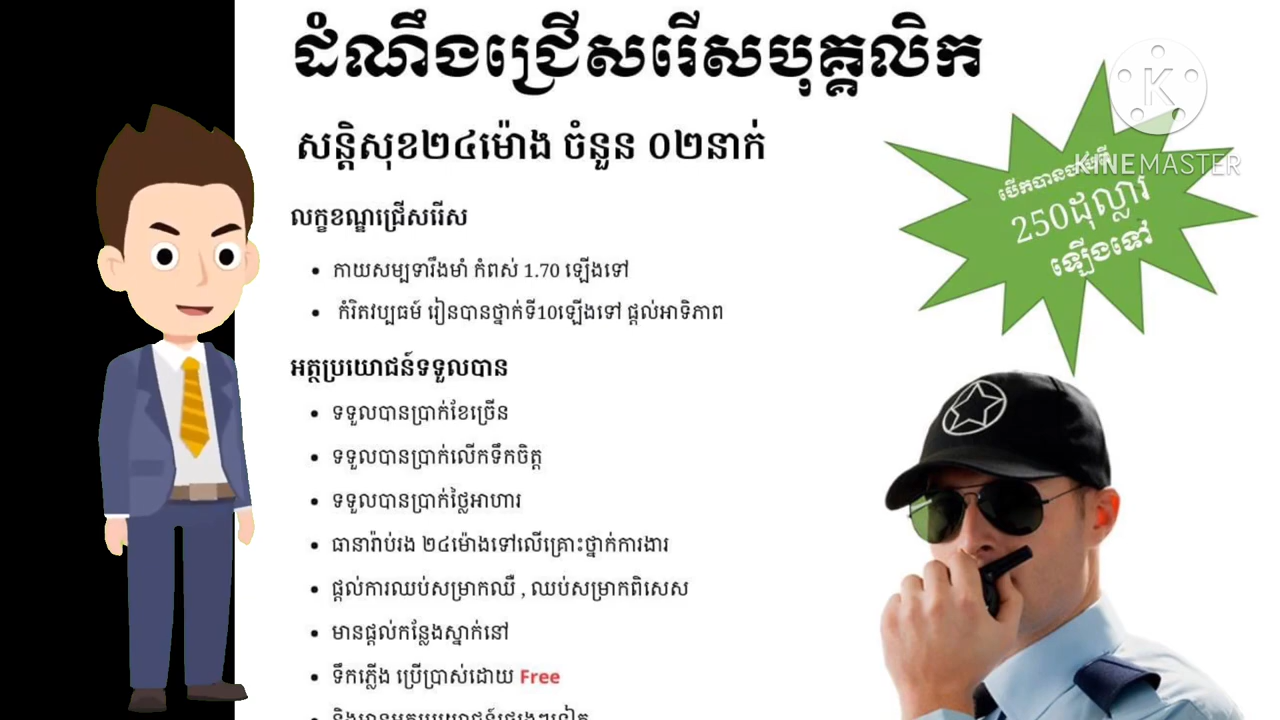 ដំណឹងជ្រើសរើសបុគ្គលិក
សន្តិសុខ២៤ម៉ោង ចំនួន ០២នាក់
លក្ខខណ្ឌជ្រើសរើស
• កាយសម្បទារឹងមាំ កំពស់ 1.70 ឡើងទៅ
• កំរិតវប្បធម៍ រៀនបានថ្នាក់ទី10ឡើងទៅ ផ្តល់អាទិភាព
អត្ថប្រយោជន៍ទទួលបាន
• ទទួលបានប្រាក់ខែច្រើន
• ទទួលបានប្រាក់លើកទឹកចិត្ត
• ទទួលបានប្រាក់ថ្លៃអាហារ
• ធានារ៉ាប់រង ២៤ម៉ោងទៅលើគ្រោះថ្នាក់ការងារ
• ផ្តល់ការឈប់សម្រាកឈឺ , ឈប់សម្រាកពិសេស
• មានផ្តល់កន្លែងស្នាក់នៅ
• ទឹកភ្លើង ប្រើប្រាស់ដោយ Free
បើកបាន
250ដុល្លារ
ឡើងទៅ
K
KINEMASTER